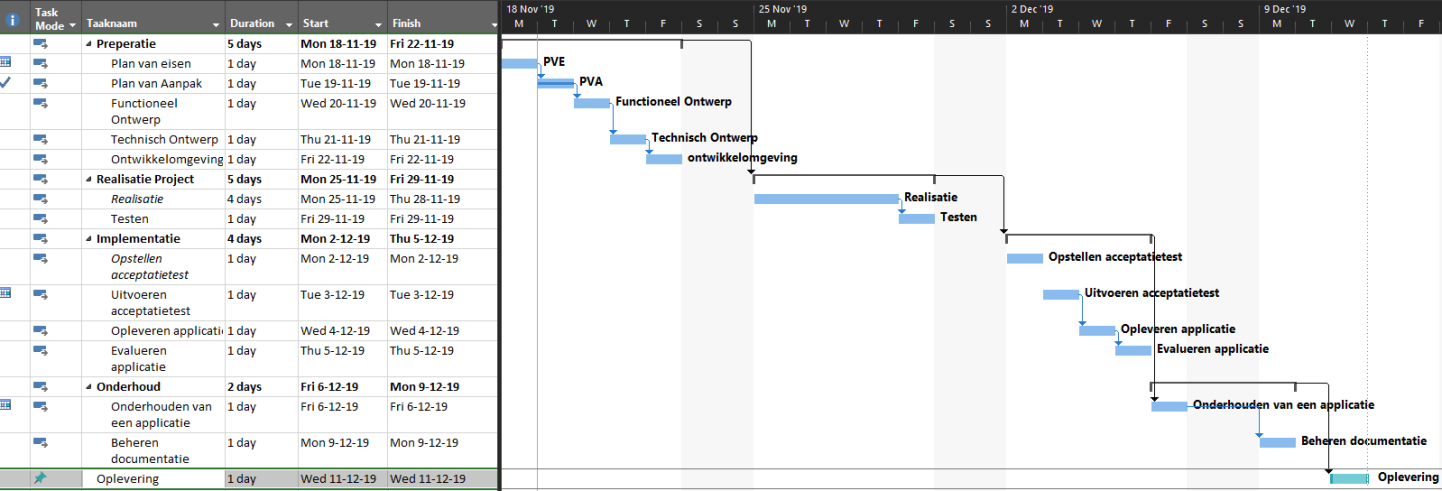 Task Mode Taaknaam Duration Start Finish
18 Nov '19 25 Nov '19 2 Dec '19 9 Dec '19
M T W T F S S M T W T F S S M T W T F S S M T W T F
Preperatie 5 days Mon 18-11-19 Fri 22-11-19
Plan van eisen 1 day Mon 18-11-19 Mon 18-11-19 PVE
Plan van Aanpak 1 day Tue 19-11-19 Tue 19-11-19 PVA
Functioneel Ontwerp 1 day Wed 20-11-19 Wed 20-11-19 Functioneel Ontwerp
Technisch Ontwerp 1 day Thu 21-11-19 Thu 21-11-19 Technisch Ontwerp
Ontwikkelomgeving 1 day Fri 22-11-19 Fri 22-11-19 ontwikkelomgeving
Realisatie Project 5 days Mon 25-11-19 Fri 29-11-19
Realisatie 4 days Mon 25-11-19 Thu 28-11-19 Realisatie
Testen 1 day Fri 29-11-19 Fri 29-11-19 Testen
Implementatie 4 days Mon 2-12-19 Thu 5-12-19
Opstellen acceptatietest 1 day Mon 2-12-19 Mon 2-12-19 Opstellen acceptatietest
Uitvoeren acceptatietest 1 day Tue 3-12-19 Tue 3-12-19 Uitvoeren acceptatietest
Opleveren applicati 1 day Wed 4-12-19 Wed 4-12-19 Opleveren applicatie
Evalueren applicatie 1 day Thu 5-12-19 Thu 5-12-19 Evalueren applicatie
Onderhoud 2 days Fri 6-12-19 Mon 9-12-19
Onderhouden van een applicatie 1 day Fri 6-12-19 Fri 6-12-19 Onderhouden van een applicatie
Beheren documentatie 1 day Mon 9-12-19 Mon 9-12-19 Beheren documentatie
Oplevering 1 day Wed 11-12-19 Wed 11-12-19 Oplevering